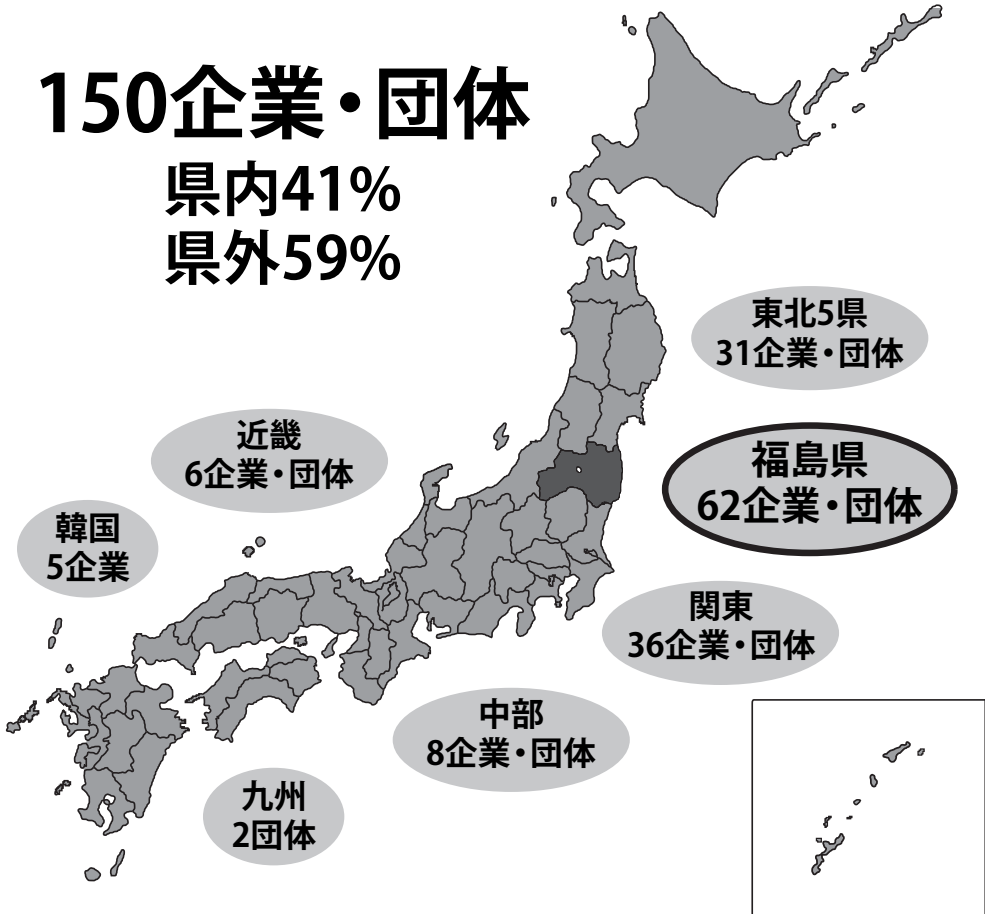 150企業・団体
県内41%
県外59%
東北5県
31企業・団体
近畿
6企業・団体
福島県
62企業・団体
韓国
5企業
関東
36企業・団体
中部
8企業・団体
九州
2団体